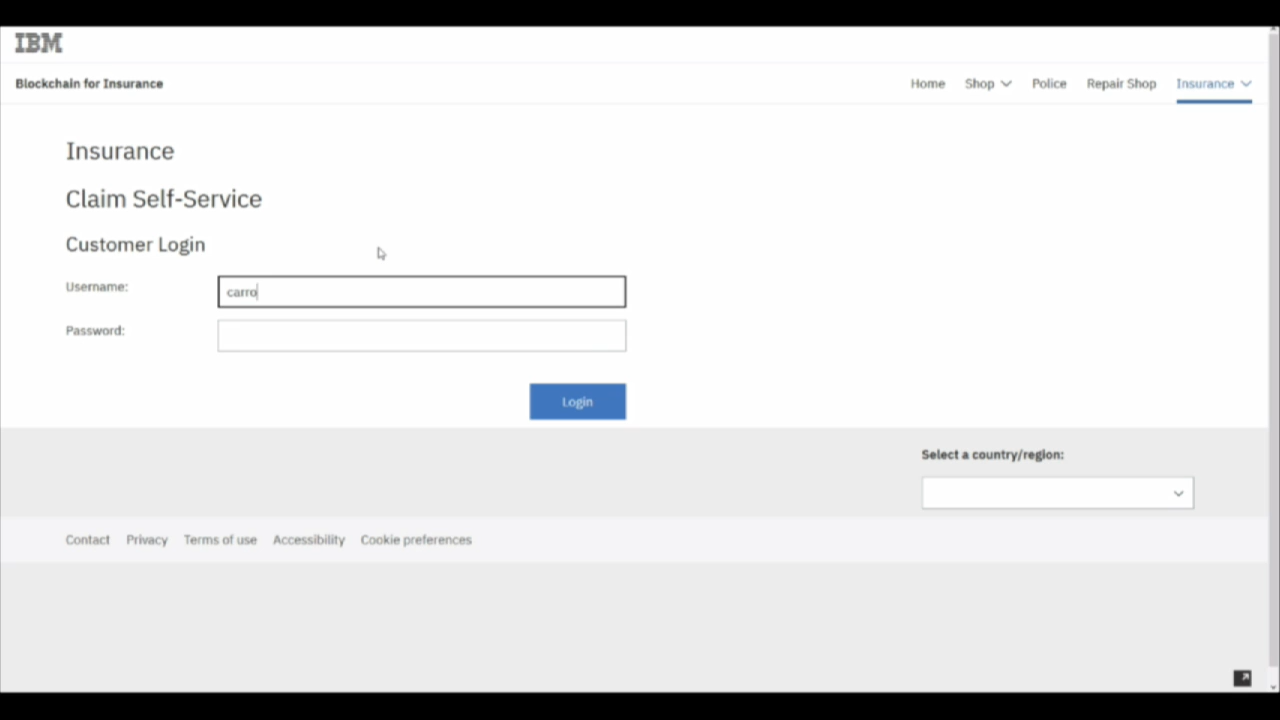 IBM
Blockchain for Insurance
Home Shop Police Repair Shop Insurance
Insurance
Claim Self-Service
Customer Login
Username: carro
Password:
Login
Select a country/region:
Contact Privacy Terms of use Accessibility Cookie preferences